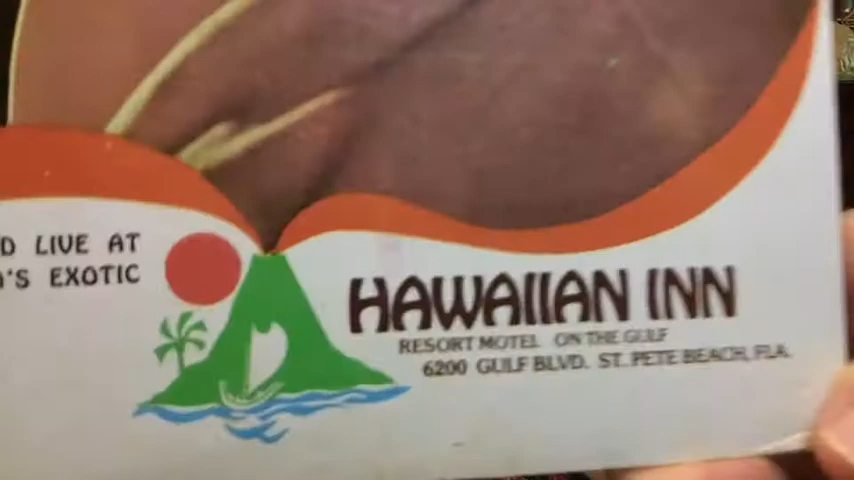 D LIVE AT
'S EXOTIC
HAWAIIAN INN
RESORT MOTEL ON THE GULF
6200 GULF BLVD. ST. PETE BEACH, FLA.